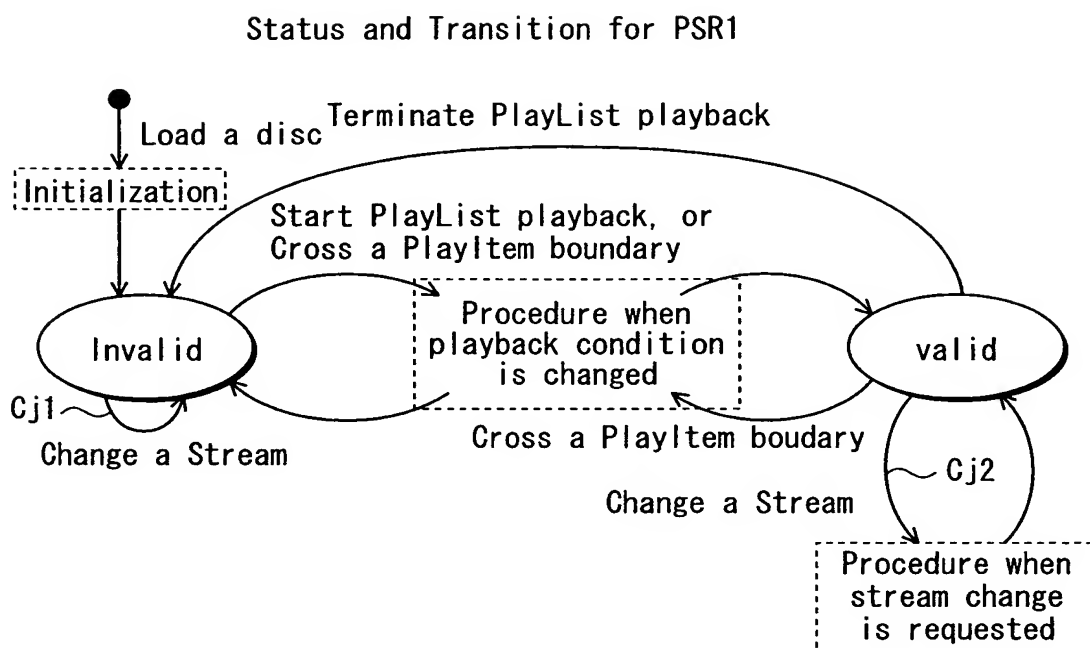 Status and Transition for PSR1
Load a disc
Terminate PlayList playback
Initialization
Start PlayList playback, or
Cross a PlayItem boundary
Invalid
Procedure when
playback condition
is changed
valid
Cj1
Change a Stream
Cross a PlayItem boudary
Cj2
Change a Stream
Procedure when
stream change
is requested